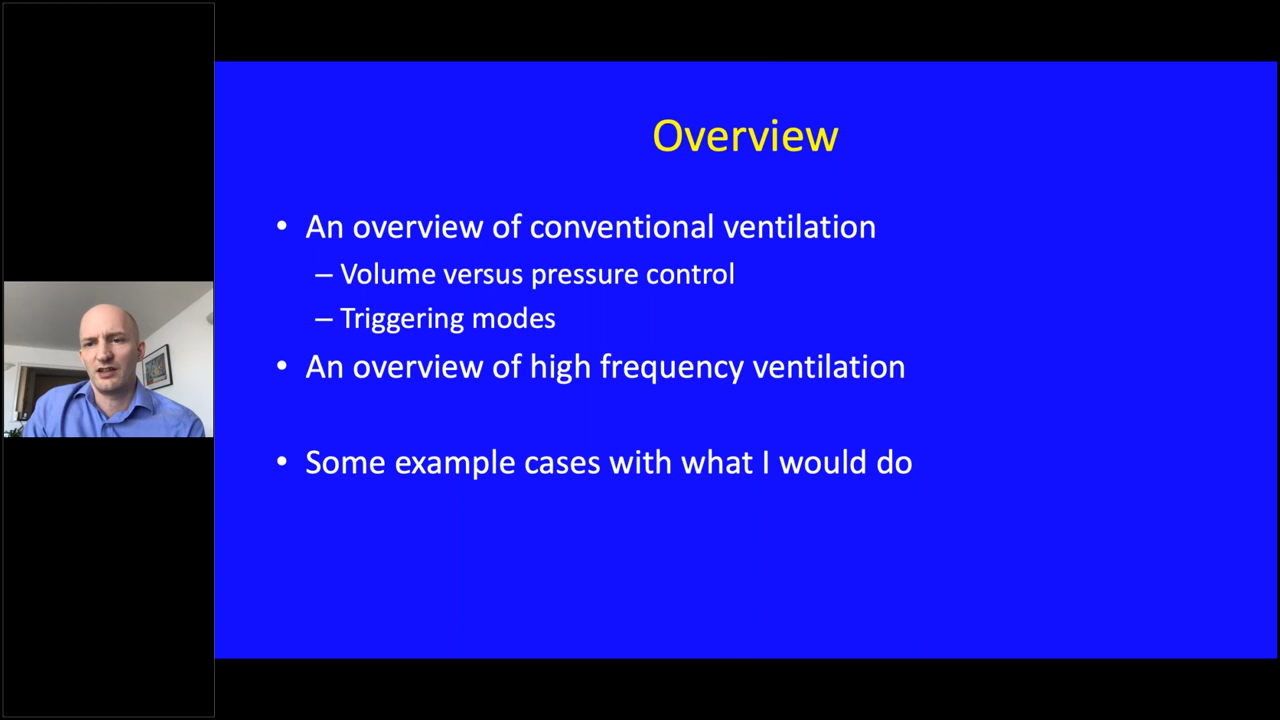 Overview
• An overview of conventional ventilation
– Volume versus pressure control
– Triggering modes
• An overview of high frequency ventilation
• Some example cases with what I would do